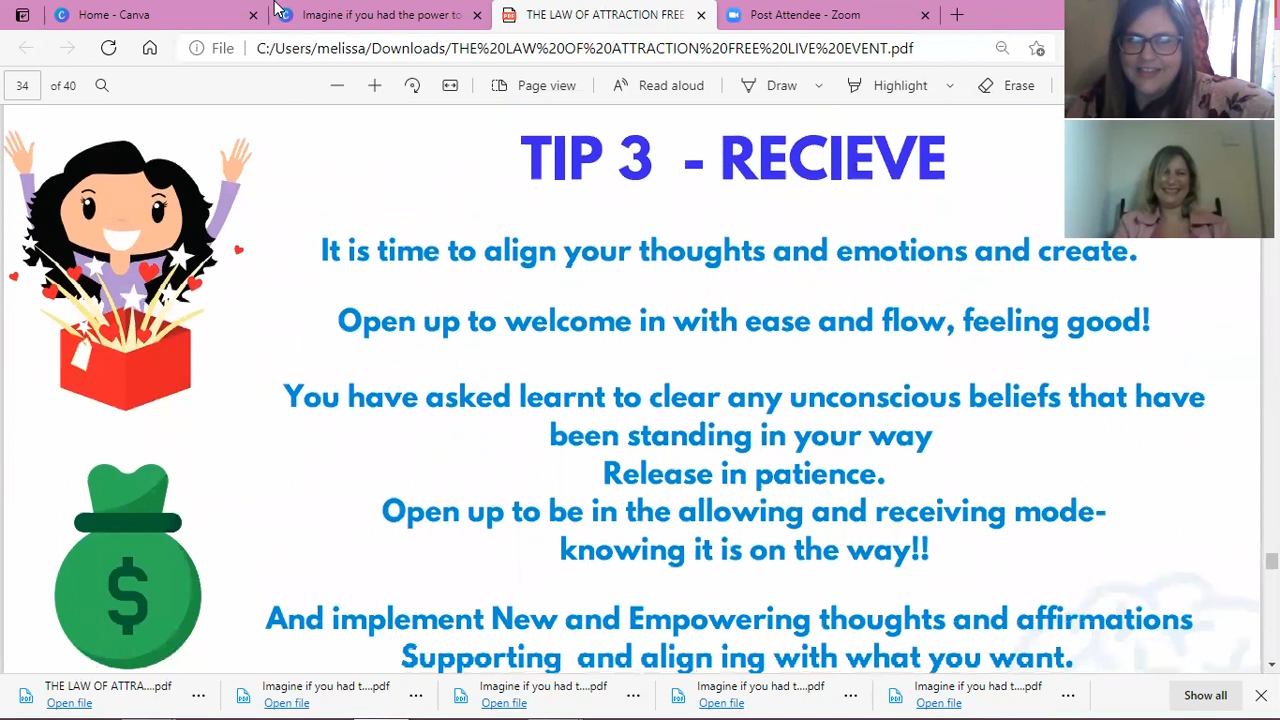 Home - Canva
Imagine if you had the power to
THE LAW OF ATTRACTION FREE
Post Attendee - Zoom
File
C:/Users/melissa/Downloads/THE%20LAW%20OF%20ATTRACTION%20FREE%20LIVE%20EVENT.pdf
34 of 40
Page view
Read aloud
Draw
Highlight
Erase
TIP 3 - RECIEVE
It is time to align your thoughts and emotions and create.
Open up to welcome in with ease and flow, feeling good!
You have asked learnt to clear any unconscious beliefs that have
been standing in your way
Release in patience.
Open up to be in the allowing and receiving mode-
knowing it is on the way!!
And implement New and Empowering thoughts and affirmations
Supporting and align ing with what you want.
$
THE LAW OF ATTRA....pdf
Open file
Imagine if you had t....pdf
Open file
Imagine if you had t....pdf
Open file
Imagine if you had t....pdf
Open file
Imagine if you had t....pdf
Open file
Show all